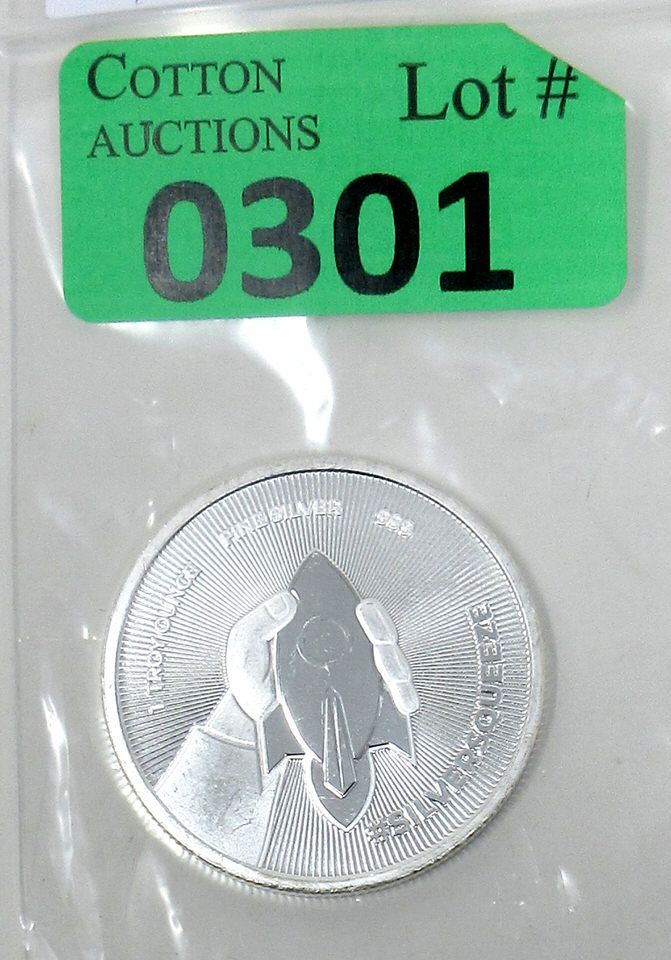 COTTON
AUCTIONS
Lot #
0301
1 TROY OUNCE FINE SILVER 999
#SILVERSQUEEZE